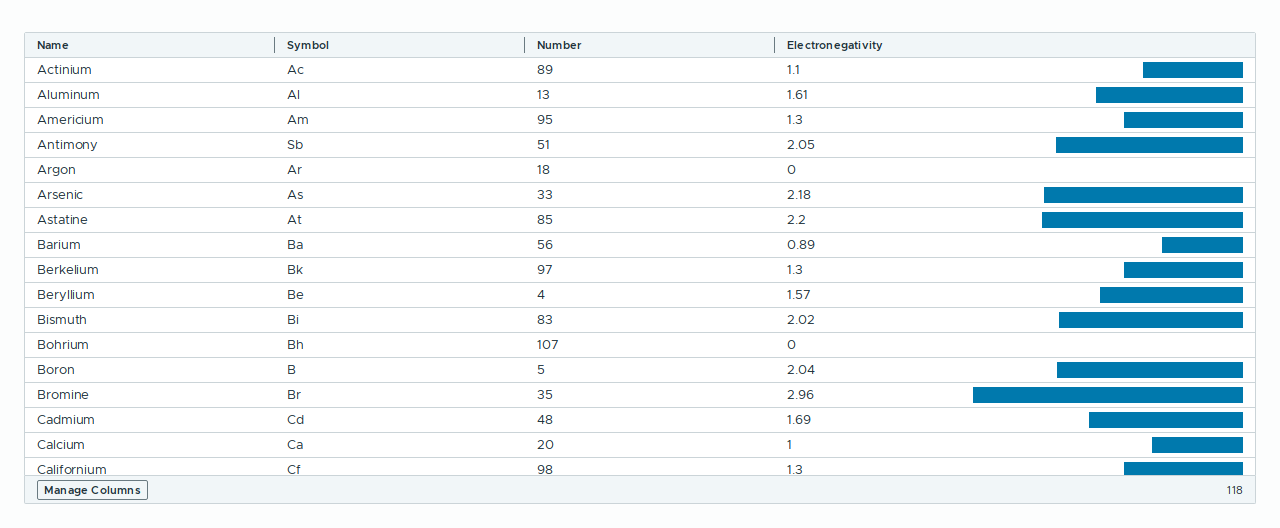 Name Symbol Number Electronegativity
Actinium Ac 89 1.1
Aluminum Al 13 1.61
Americium Am 95 1.3
Antimony Sb 51 2.05
Argon Ar 18 0
Arsenic As 33 2.18
Astatine At 85 2.2
Barium Ba 56 0.89
Berkelium Bk 97 1.3
Beryllium Be 4 1.57
Bismuth Bi 83 2.02
Bohrium Bh 107 0
Boron B 5 2.04
Bromine Br 35 2.96
Cadmium Cd 48 1.69
Calcium Ca 20 1
Californium Cf 98 1.3
Manage Columns 118